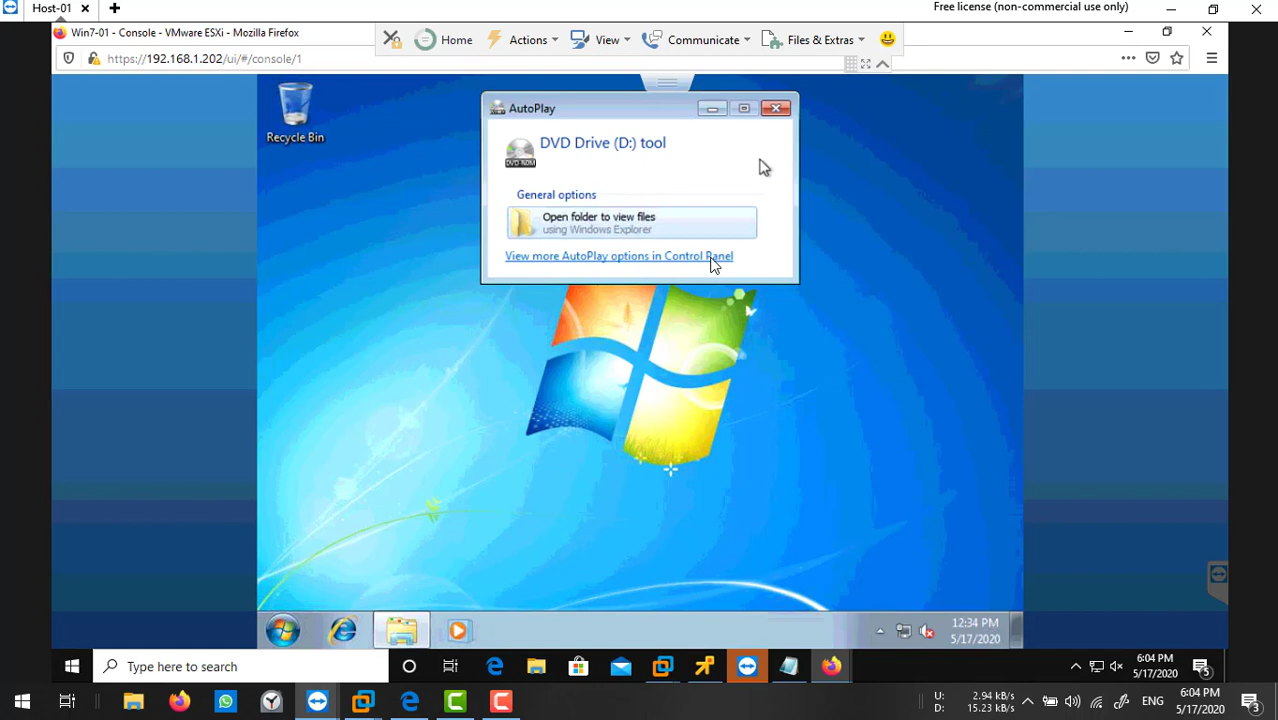 Host-01
Free license (non-commercial use only)
Win7-01 - Console - VMware ESXi - Mozilla Firefox
Home
Actions
View
Communicate
Files & Extras
https://192.168.1.202/ui/#/console/1
Recycle Bin
AutoPlay
DVD Drive (D:) tool
DVD-ROM
General options
Open folder to view files
using Windows Explorer
View more AutoPlay options in Control Panel
12:34 PM
5/17/2020
Type here to search
6:04 PM
5/17/2020
5
U: 2.94 kB/s
D: 15.23 kB/s
ENG
6:04 PM
5/17/2020
3